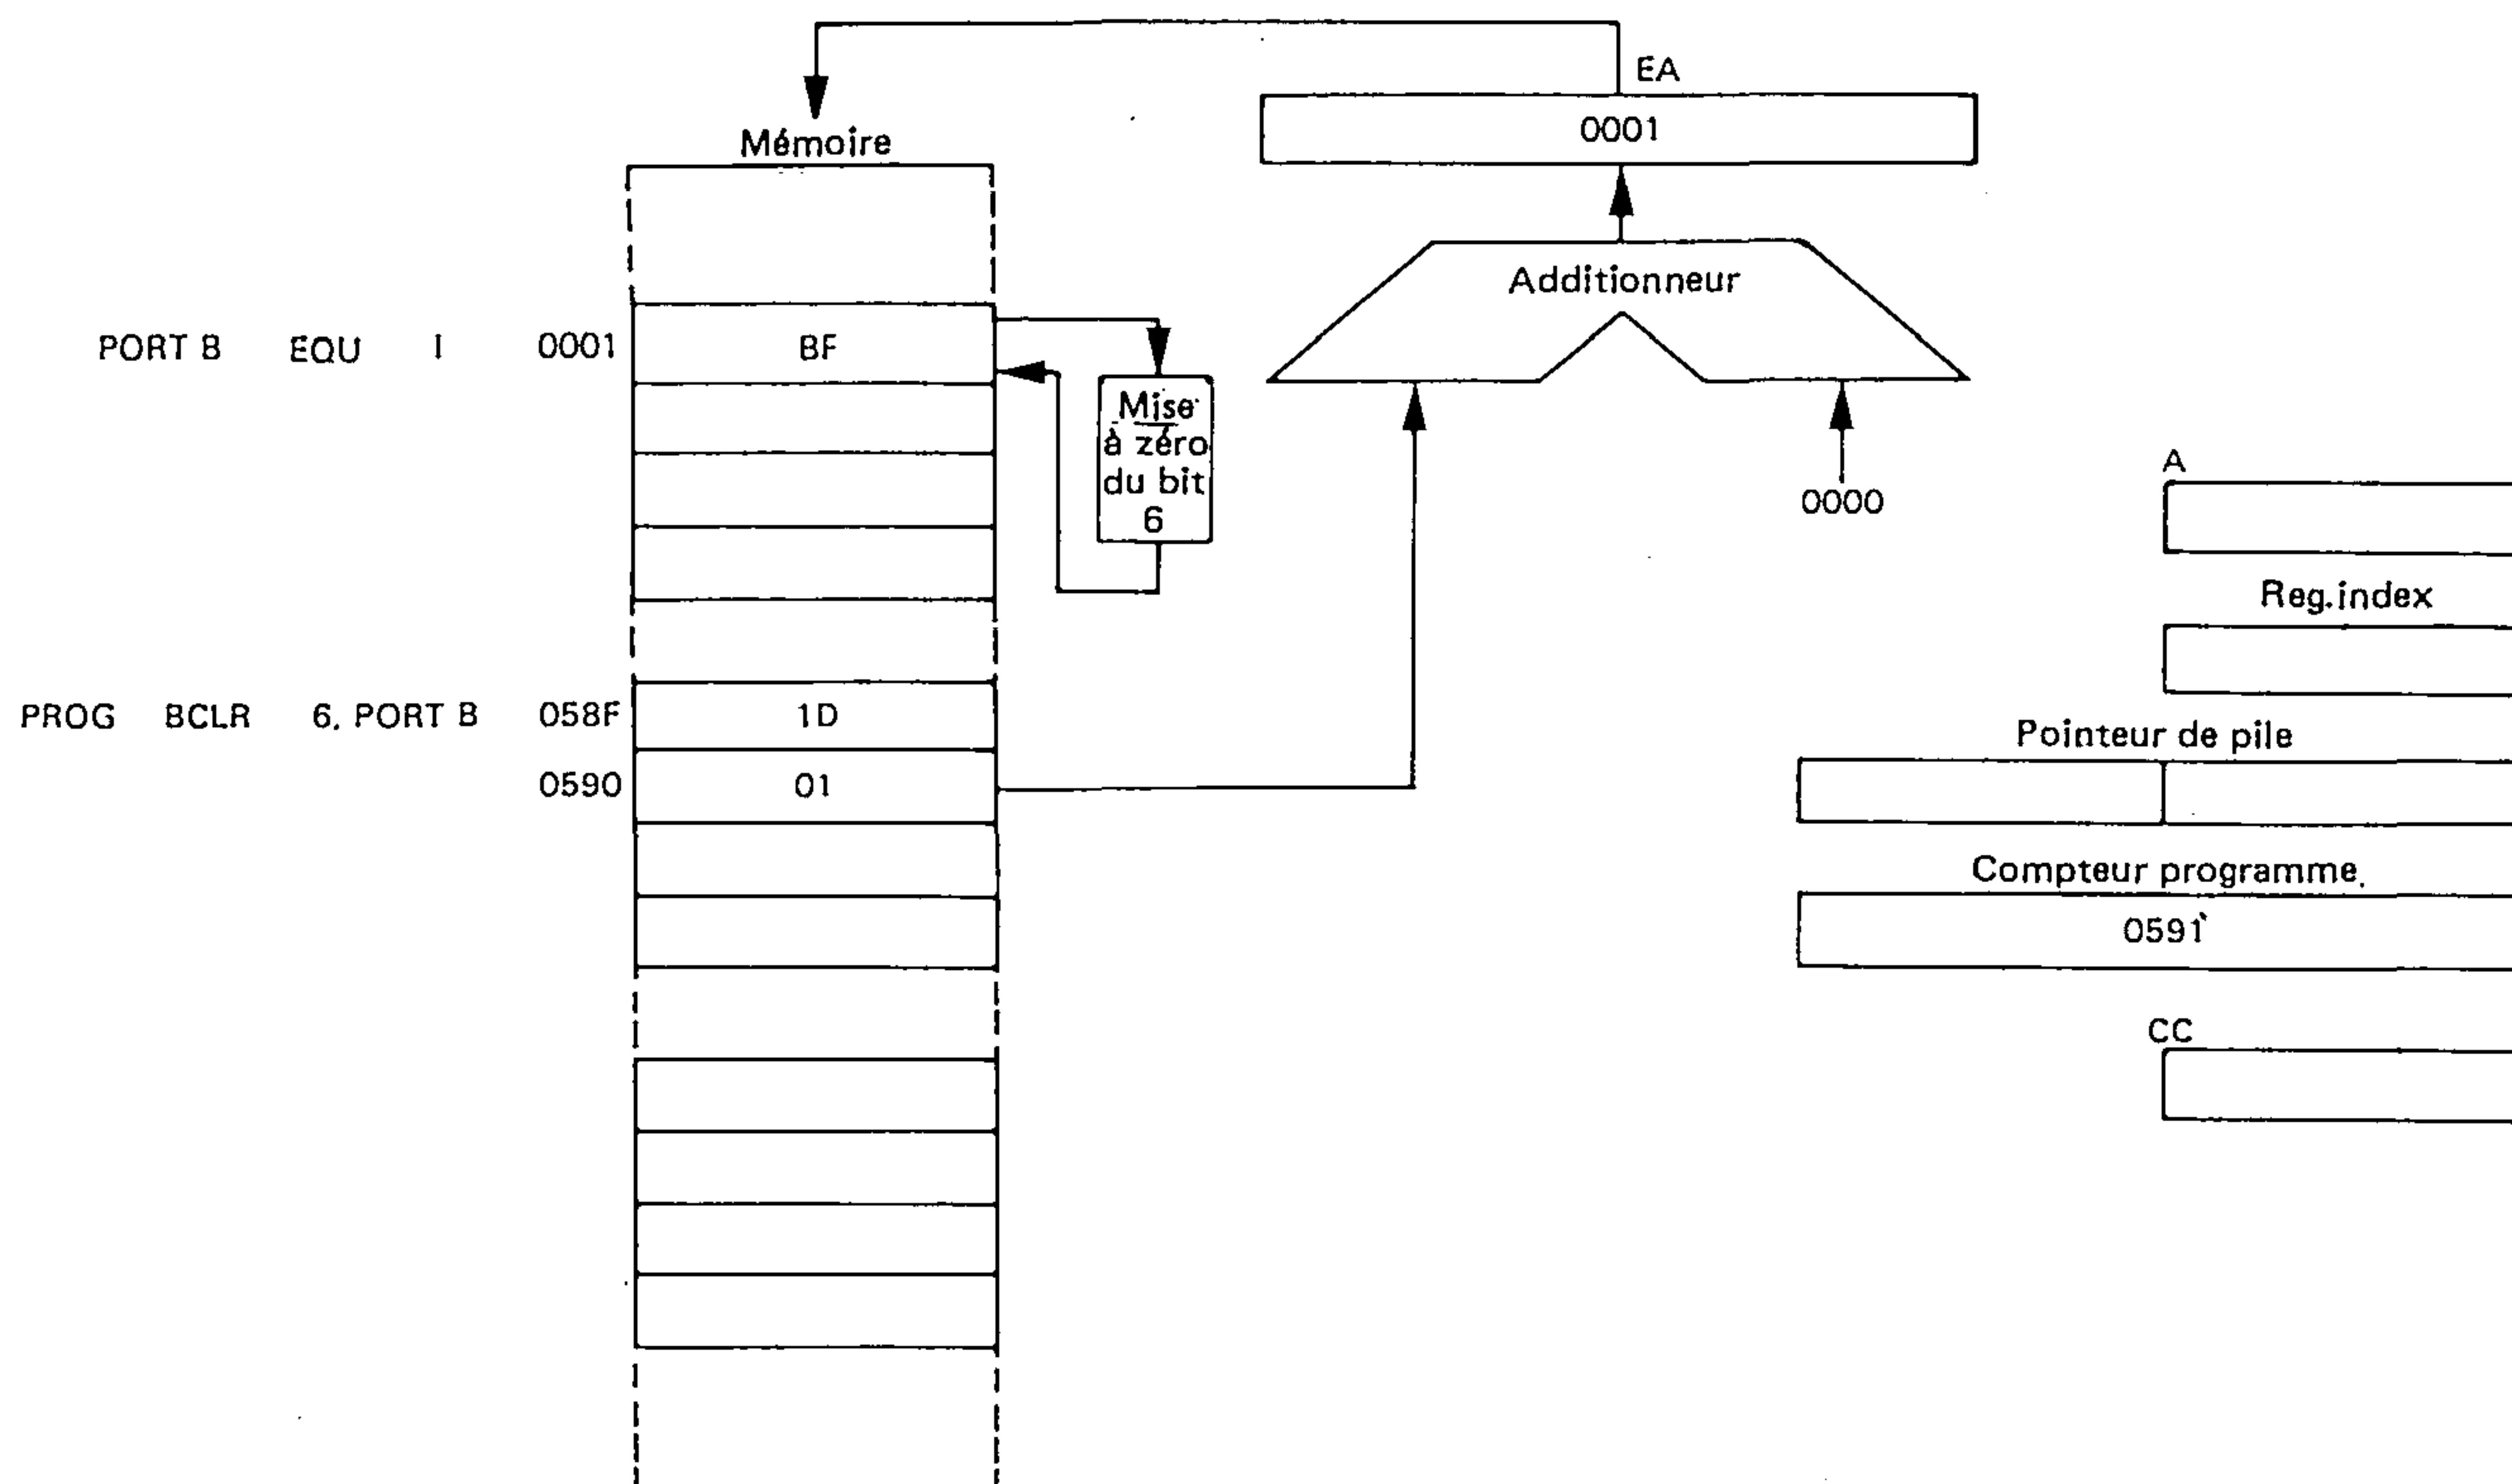 EA
0001
Mémoire
Additionneur
PORT B EQU I 0001 BF
Mise
à zéro
du bit
6
0000
A
Reg.index
PROG BCLR 6, PORT B 058F 1D
Pointeur de pile
0590 01
Compteur programme
0591
CC